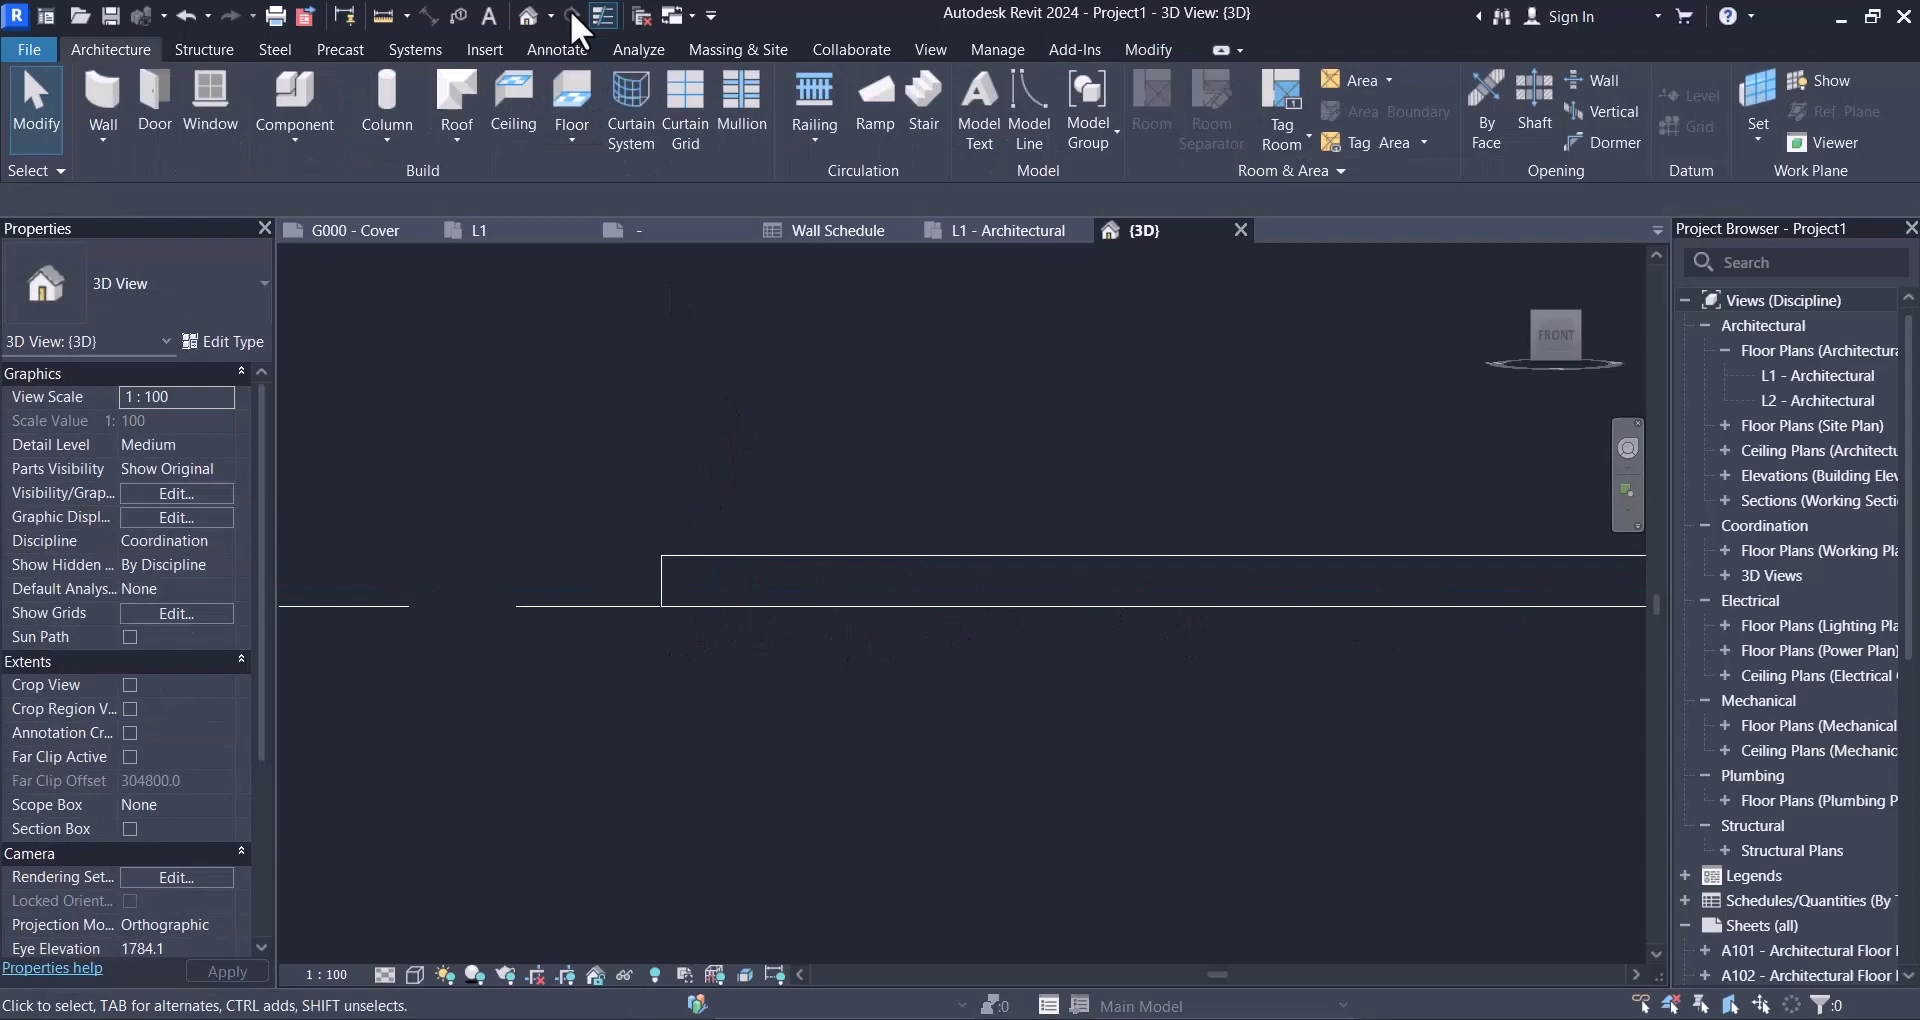 Autodesk Revit 2024 - Project1 - 3D View: {3D}
Sign In
File Architecture Structure Steel Precast Systems Insert Annotate Analyze Massing & Site Collaborate View Manage Add-Ins Modify
Modify Wall Door Window Component Column Roof Ceiling Floor Curtain System Curtain Grid Mullion
Railing Ramp Stair Model Text Model Line Model Group
Room Room Separator Tag Room Area Area Boundary Tag Area
By Face Shaft Wall Vertical Dormer Level Grid Set Show Ref Plane Viewer
Select Build Circulation Model Room & Area Opening Datum Work Plane
Properties
G000 - Cover L1 - Wall Schedule L1 - Architectural {3D}
Project Browser - Project1
3D View
3D View: {3D} Edit Type
Graphics
View Scale 1 : 100
Scale Value 1: 100
Detail Level Medium
Parts Visibility Show Original
Visibility/Grap... Edit...
Graphic Displ... Edit...
Discipline Coordination
Show Hidden ... By Discipline
Default Analys... None
Show Grids Edit...
Sun Path
Extents
Crop View
Crop Region V...
Annotation Cr...
Far Clip Active
Far Clip Offset 304800.0
Scope Box None
Section Box
Camera
Rendering Set... Edit...
Locked Orient...
Projection Mo... Orthographic
Eye Elevation 1784.1
Properties help Apply
FRONT
Search
Views (Discipline)
Architectural
Floor Plans (Architectura
L1 - Architectural
L2 - Architectural
Floor Plans (Site Plan)
Ceiling Plans (Architectu
Elevations (Building Elev
Sections (Working Secti
Coordination
Floor Plans (Working Pla
3D Views
Electrical
Floor Plans (Lighting Pla
Floor Plans (Power Plan)
Ceiling Plans (Electrical
Mechanical
Floor Plans (Mechanical
Ceiling Plans (Mechanic
Plumbing
Floor Plans (Plumbing P
Structural
Structural Plans
Legends
Schedules/Quantities (By
Sheets (all)
A101 - Architectural Floor
A102 - Architectural Floor
1 : 100
Click to select, TAB for alternates, CTRL adds, SHIFT unselects.
:0
Main Model
:0